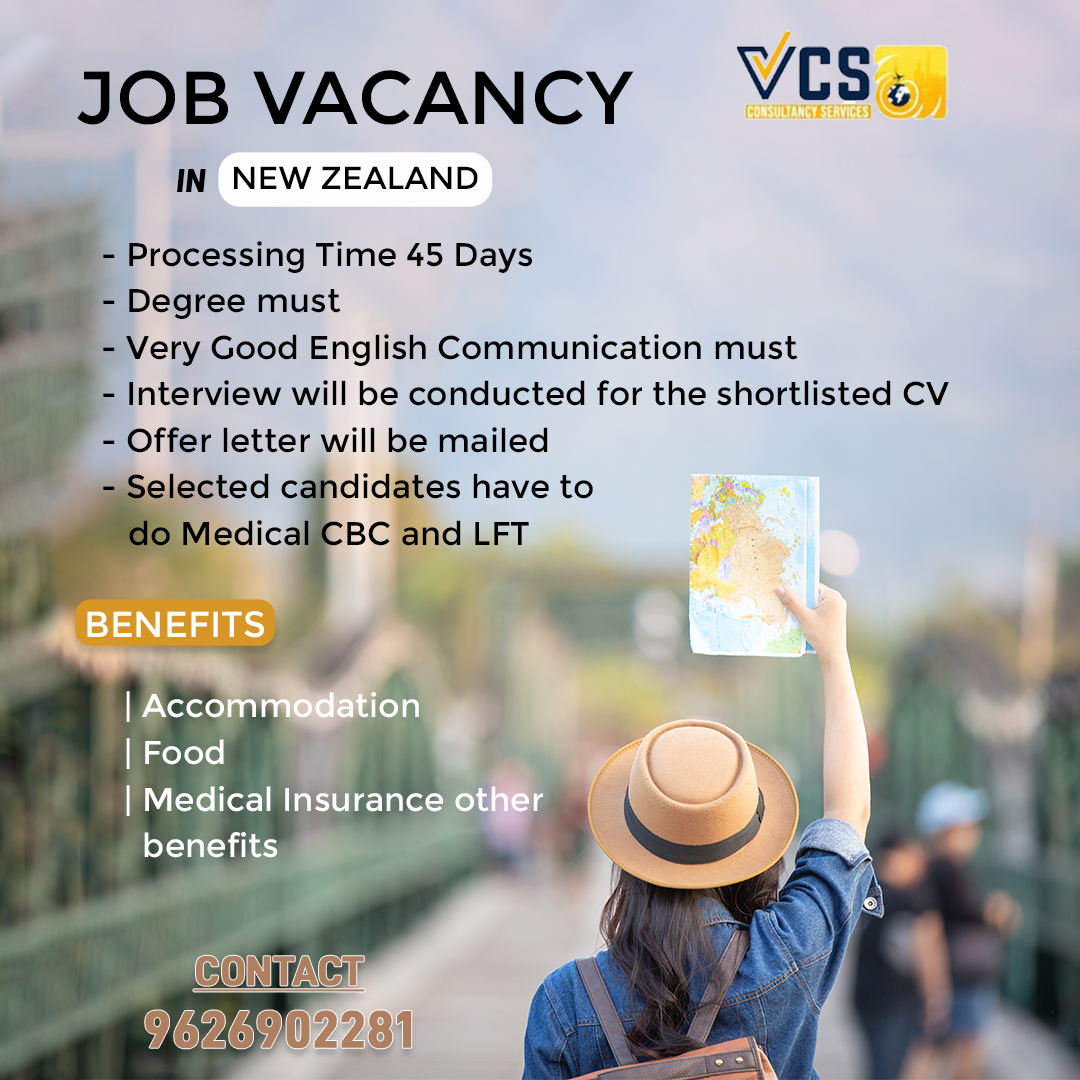 JOB VACANCY
VCS
CONSULTANCY SERVICES
IN NEW ZEALAND
- Processing Time 45 Days
- Degree must
- Very Good English Communication must
- Interview will be conducted for the shortlisted CV
- Offer letter will be mailed
- Selected candidates have to
do Medical CBC and LFT
BENEFITS
| Accommodation
| Food
| Medical Insurance other
benefits
CONTACT
9626902281